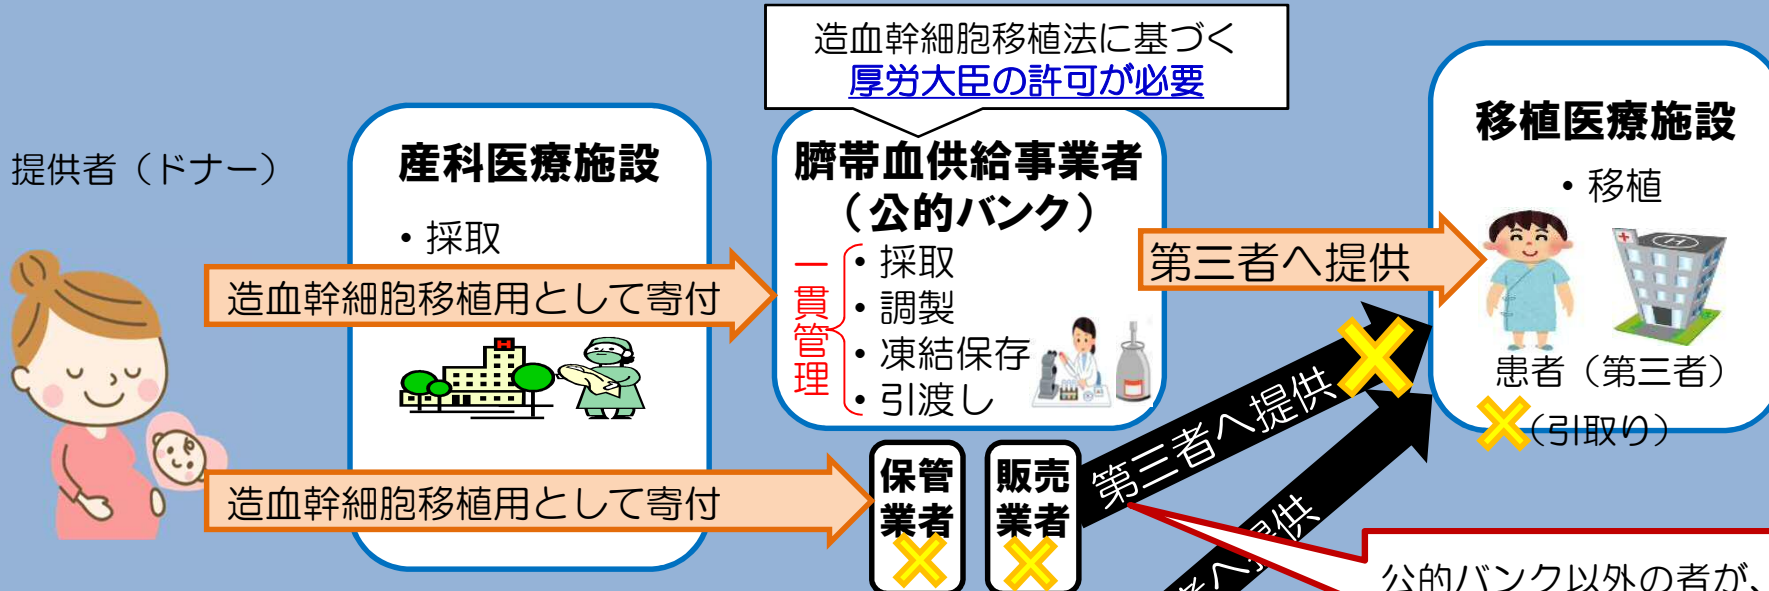 造血幹細胞移植法に基づく
厚労大臣の許可が必要
提供者（ドナー）
産科医療施設
・採取
造血幹細胞移植用として寄付
臍帯血供給事業者
（公的バンク）
一貫管理
・採取
・調製
・凍結保存
・引渡し
第三者へ提供
移植医療施設
・移植
患者（第三者）
（引取り）
造血幹細胞移植用として寄付
保管
業者
販売
業者
第三者へ提供
者へ提供
公的バンク以外の者が、